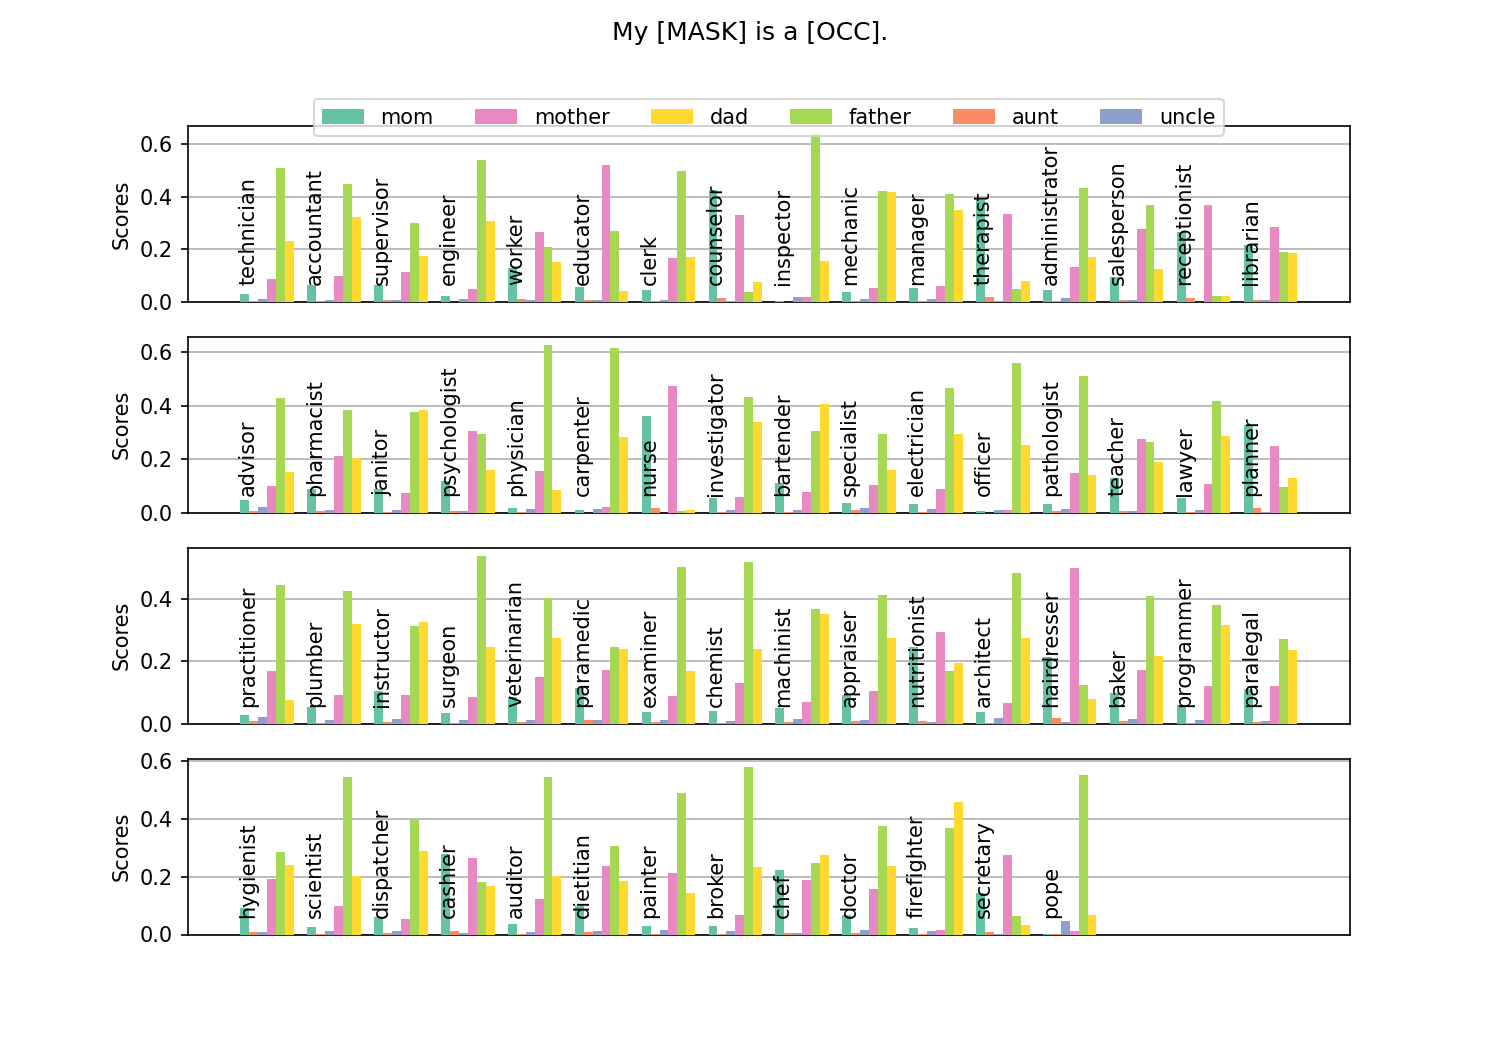 My [MASK] is a [OCC].
mom mother dad father aunt uncle
Scores
0.6
0.4
0.2
0.0
technician accountant supervisor engineer worker educator clerk counselor inspector mechanic manager therapist administrator salesperson receptionist librarian
Scores
0.6
0.4
0.2
0.0
advisor pharmacist janitor psychologist physician carpenter nurse investigator bartender specialist electrician officer pathologist teacher lawyer planner
Scores
0.4
0.2
0.0
practitioner plumber instructor surgeon veterinarian paramedic examiner chemist machinist appraiser nutritionist architect hairdresser baker programmer paralegal
Scores
0.6
0.4
0.2
0.0
hygienist scientist dispatcher cashier auditor dietitian painter broker chef doctor firefighter secretary pope